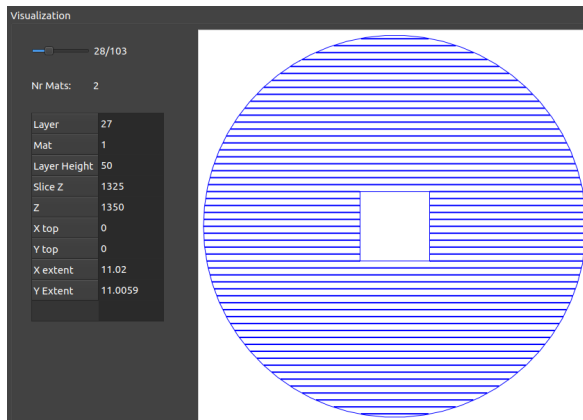 Visualization
28/103
Nr Mats: 2
Layer 27
Mat 1
Layer Height 50
Slice Z 1325
Z 1350
X top 0
Y top 0
X extent 11.02
Y Extent 11.0059